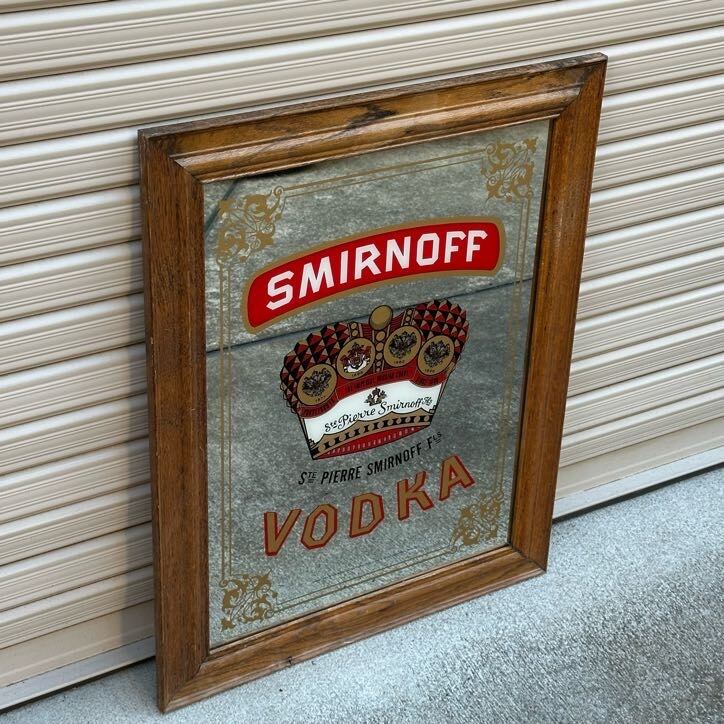 SMIRNOFF
Ste Pierre Smirnoff Fls
STE PIERRE SMIRNOFF FLS
VODKA